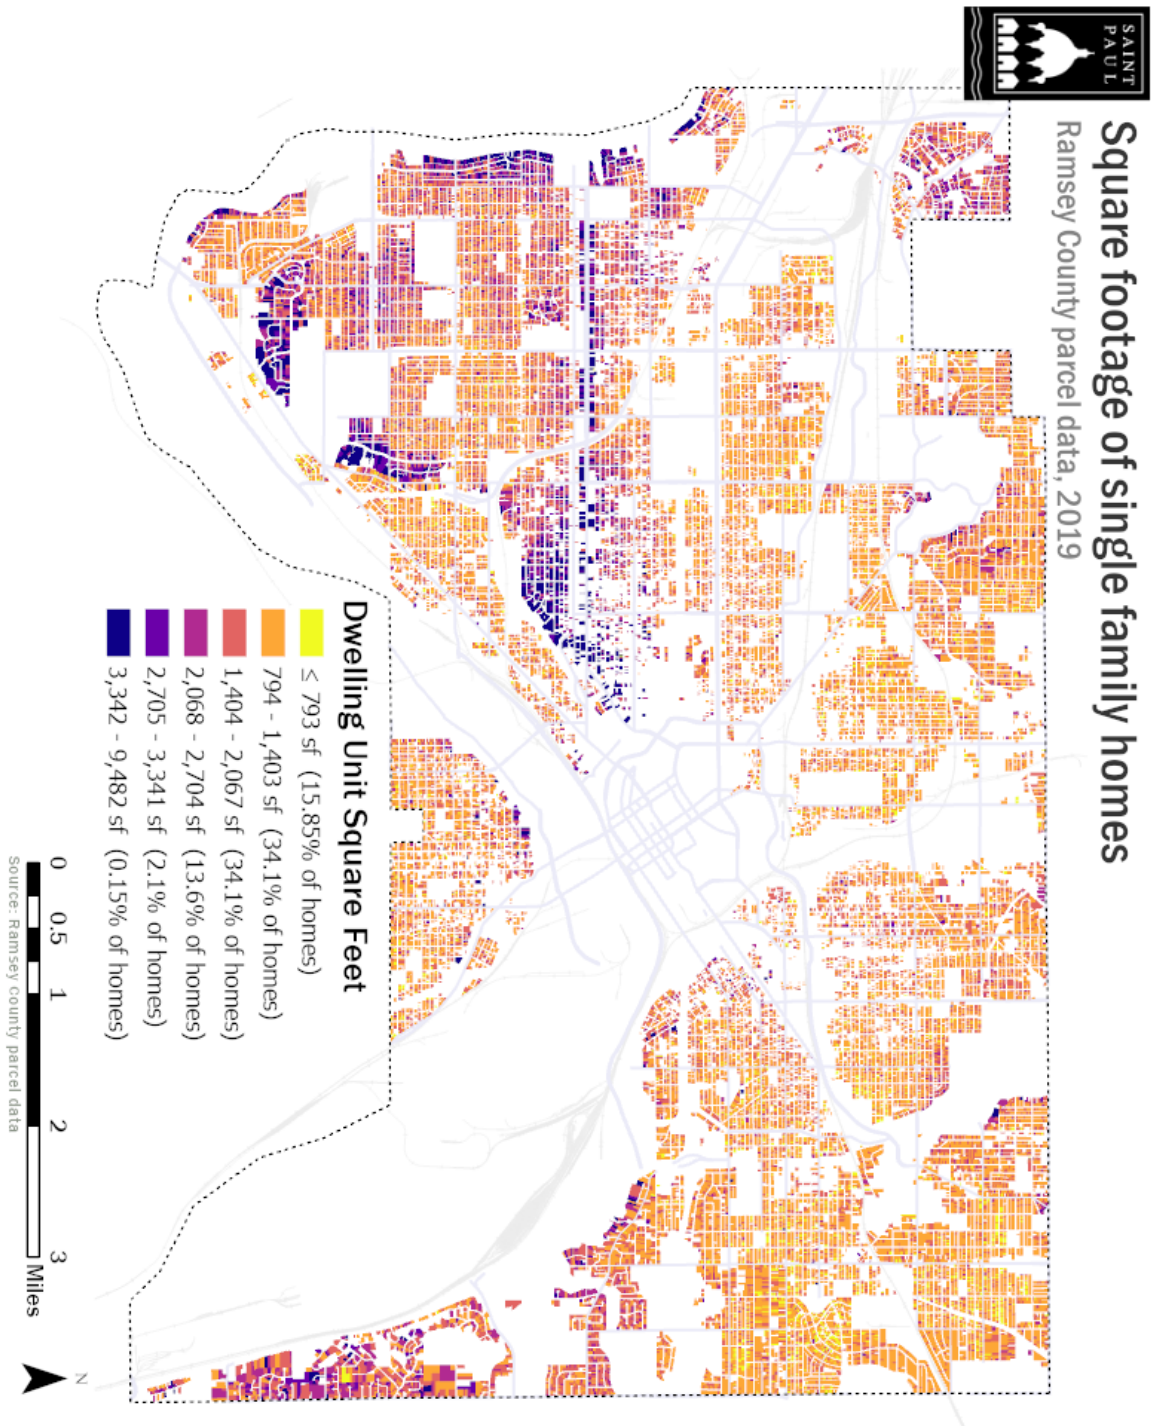 SAINT
PAUL
Square footage of single family homes
Ramsey County parcel data, 2019
Dwelling Unit Square Feet
≤ 793 sf (15.85% of homes)
794 - 1,403 sf (34.1% of homes)
1,404 - 2,067 sf (34.1% of homes)
2,068 - 2,704 sf (13.6% of homes)
2,705 - 3,341 sf (2.1% of homes)
3,342 - 9,482 sf (0.15% of homes)
0 0.5 1 2 3 Miles
Source: Ramsey County parcel data
N